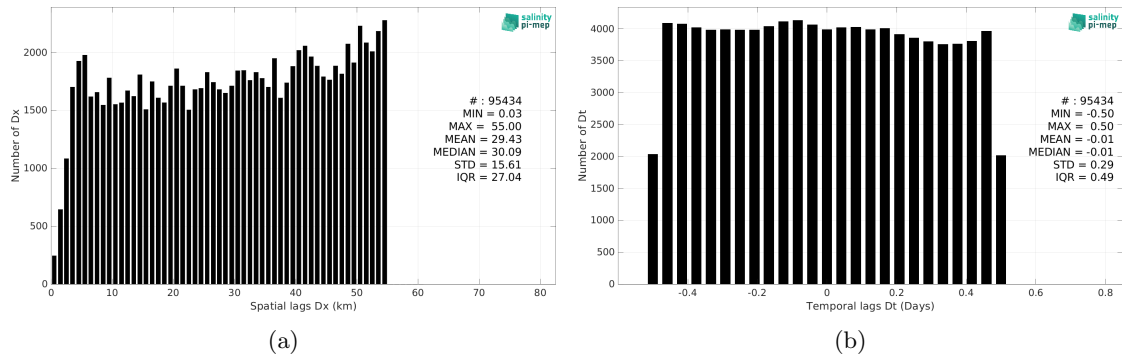 salinity
pi-mep
2000
1500
1000
500
0
Number of Dx
# : 95434
MIN = 0.03
MAX = 55.00
MEAN = 29.43
MEDIAN = 30.09
STD = 15.61
IQR = 27.04
0 10 20 30 40 50 60 70 80
Spatial lags Dx (km)
(a)
salinity
pi-mep
4000
3500
3000
2500
2000
1500
1000
500
0
Number of Dt
# : 95434
MIN = -0.50
MAX = 0.50
MEAN = -0.01
MEDIAN = -0.01
STD = 0.29
IQR = 0.49
-0.4 -0.2 0 0.2 0.4 0.6 0.8
Temporal lags Dt (Days)
(b)